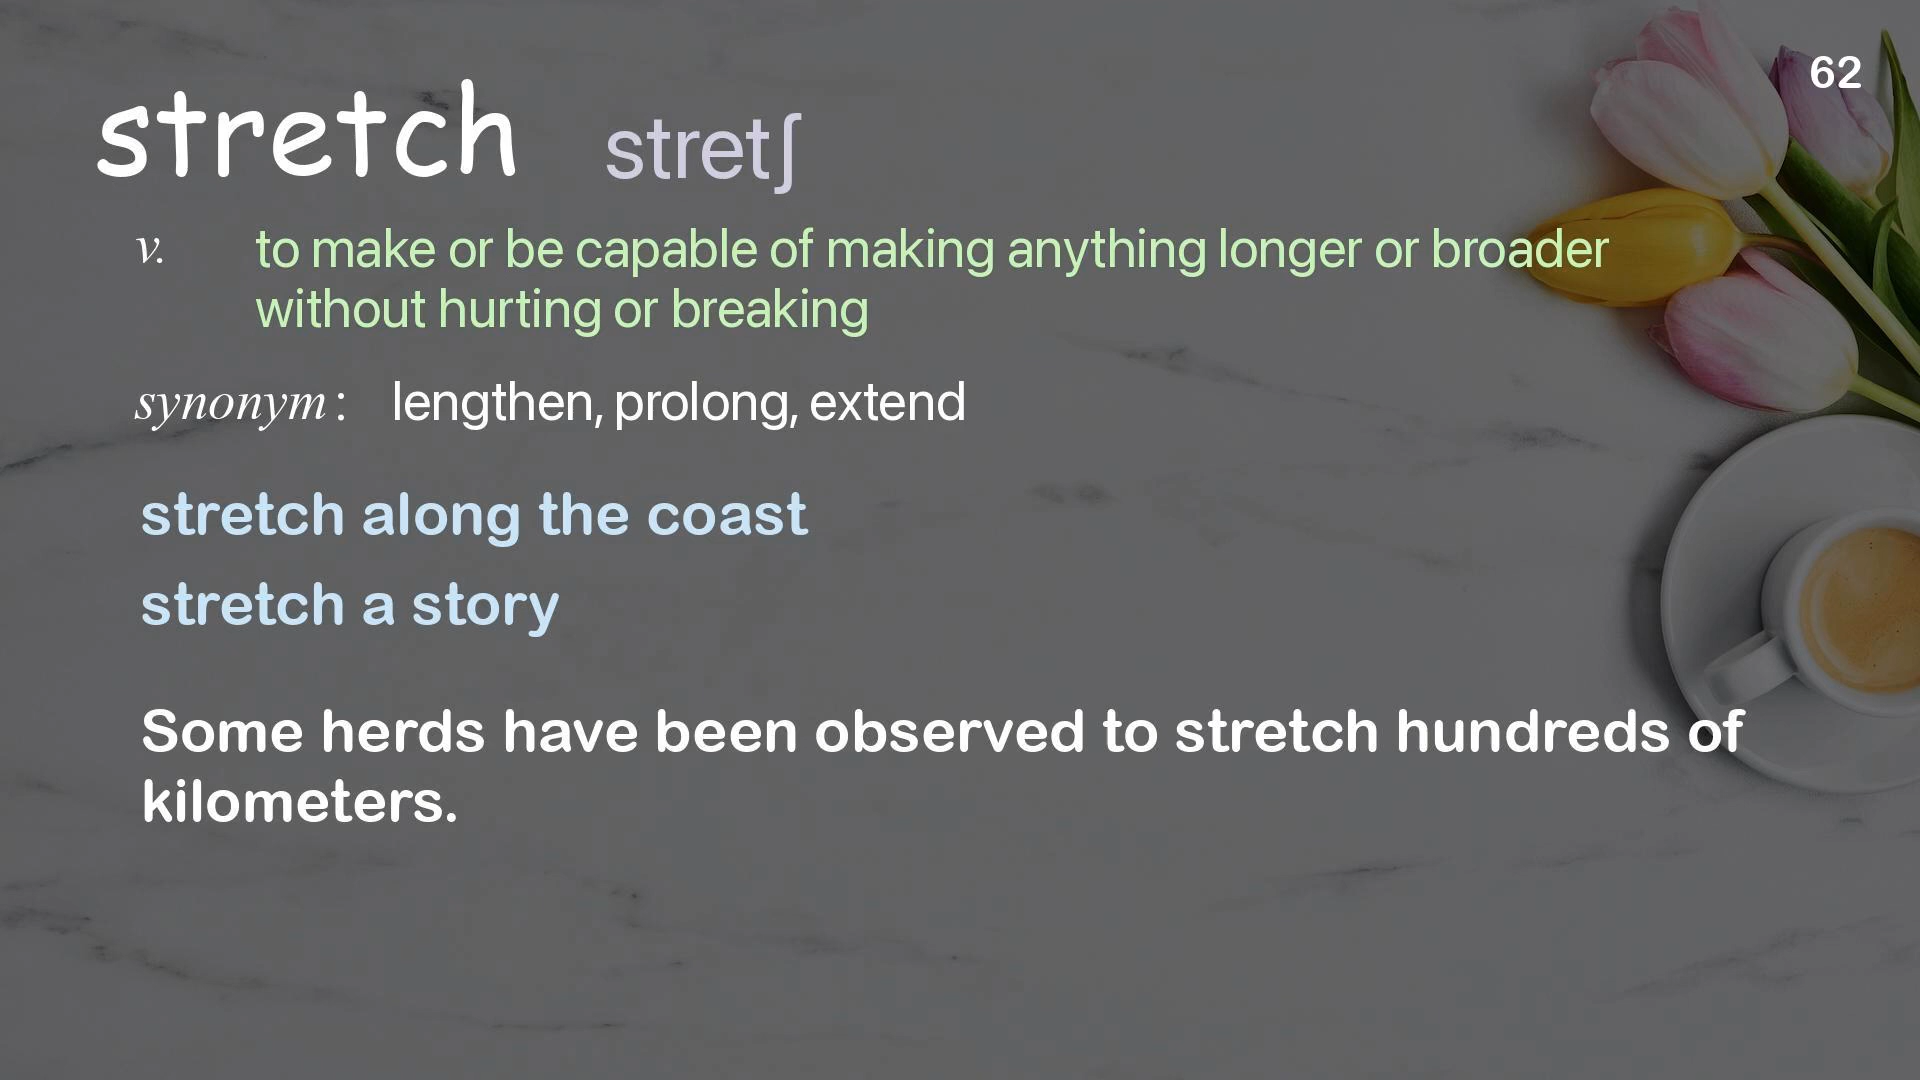 62
stretch stretʃ
v. to make or be capable of making anything longer or broader
without hurting or breaking
synonym: lengthen, prolong, extend
stretch along the coast
stretch a story
Some herds have been observed to stretch hundreds of
kilometers.